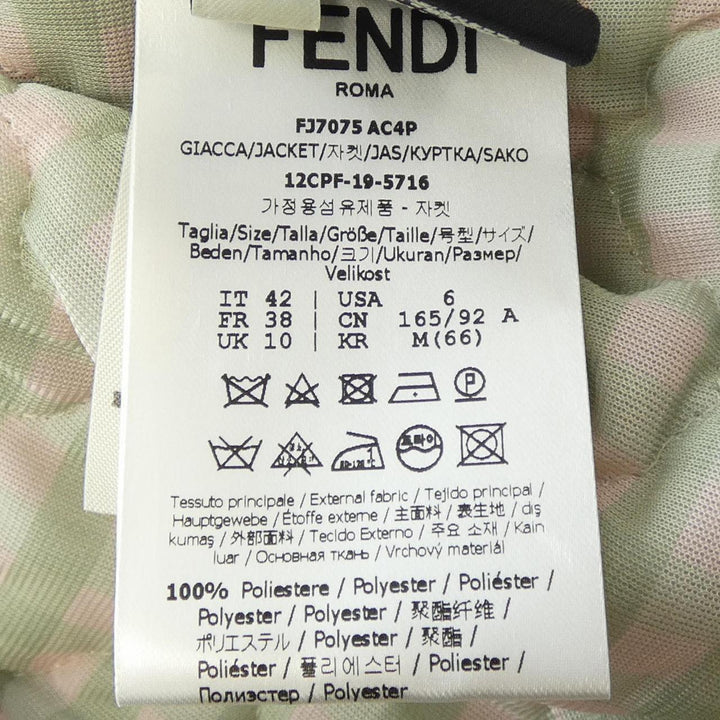 FENDI
ROMA
FJ7075 AC4P
GIACCA/JACKET/자켓/JAS/КУРТКА/SAKO
12CPF-19-5716
가정용섬유제품 - 자켓
Taglia/Size/Talla/Größe/Taille/号型/サイズ/
Beden/Tamanho/크기/Ukuran/Размер/
Velikost
IT 42 | USA 6
FR 38 | CN 165/92 A
UK 10 | KR M(66)
드라이
Tessuto principale / External fabric / Tejido principal /
Hauptgewebe / Étoffe externe / 主面料 / 表生地 / dış
kumaş / 外部面料 / Tecido Externo / 주요 소재 / Kain
luar / Основная ткань / Vrchový materiál
100% Poliestere / Polyester / Poliéster /
Polyester / Polyester / 聚酯纤维 /
ポリエステル / Polyester / 聚酯 /
Poliéster / 폴리에스터 / Poliester /
Полиэстер / Polyester